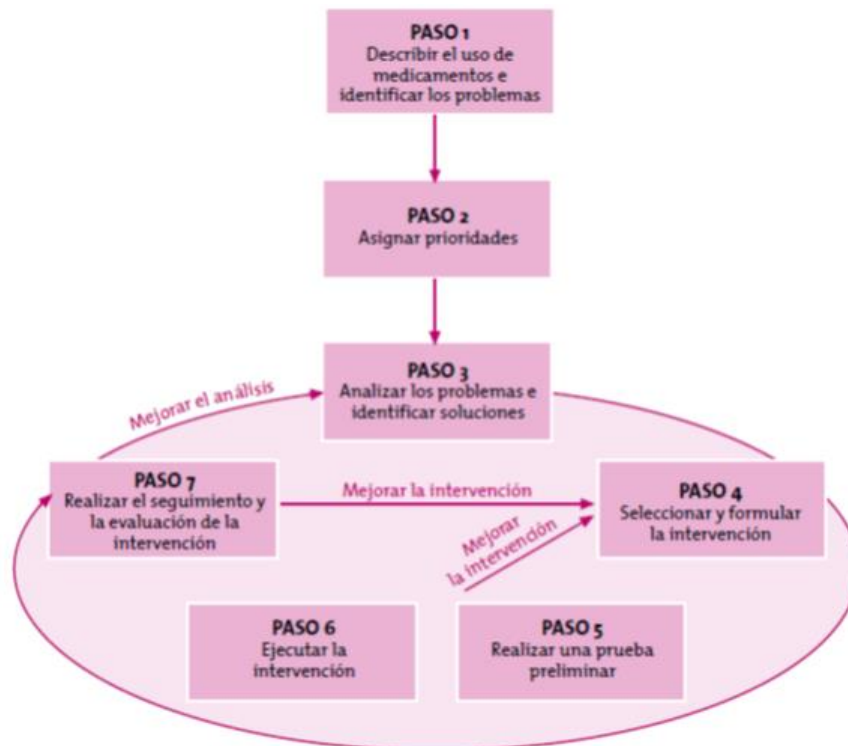 PASO 1
Describir el uso de
medicamentos e
identificar los problemas
PASO 2
Asignar prioridades
PASO 3
Analizar los problemas e
identificar soluciones
Mejorar el análisis
PASO 7
Realizar el seguimiento y
la evaluación de la
intervención
Mejorar la intervención
PASO 4
Seleccionar y formular
la intervención
Mejorar
la intervención
PASO 6
Ejecutar la
intervención
PASO 5
Realizar una prueba
preliminar